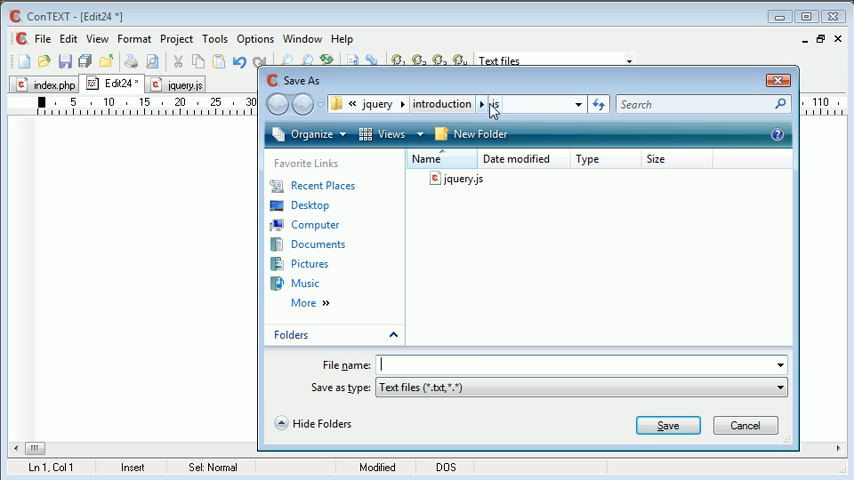 ConTEXT - [Edit24 *]
File Edit View Format Project Tools Options Window Help
Text files
index.php Edit24 * jquery.js
10 20 30 110
Save As
« jquery introduction js
Search
Organize Views New Folder
Favorite Links
Recent Places
Desktop
Computer
Documents
Pictures
Music
More »
Folders
Name Date modified Type Size
jquery.js
File name:
Save as type: Text files (*.txt,*.*)
Hide Folders
Save Cancel
Ln 1, Col 1 Insert Sel: Normal Modified DOS